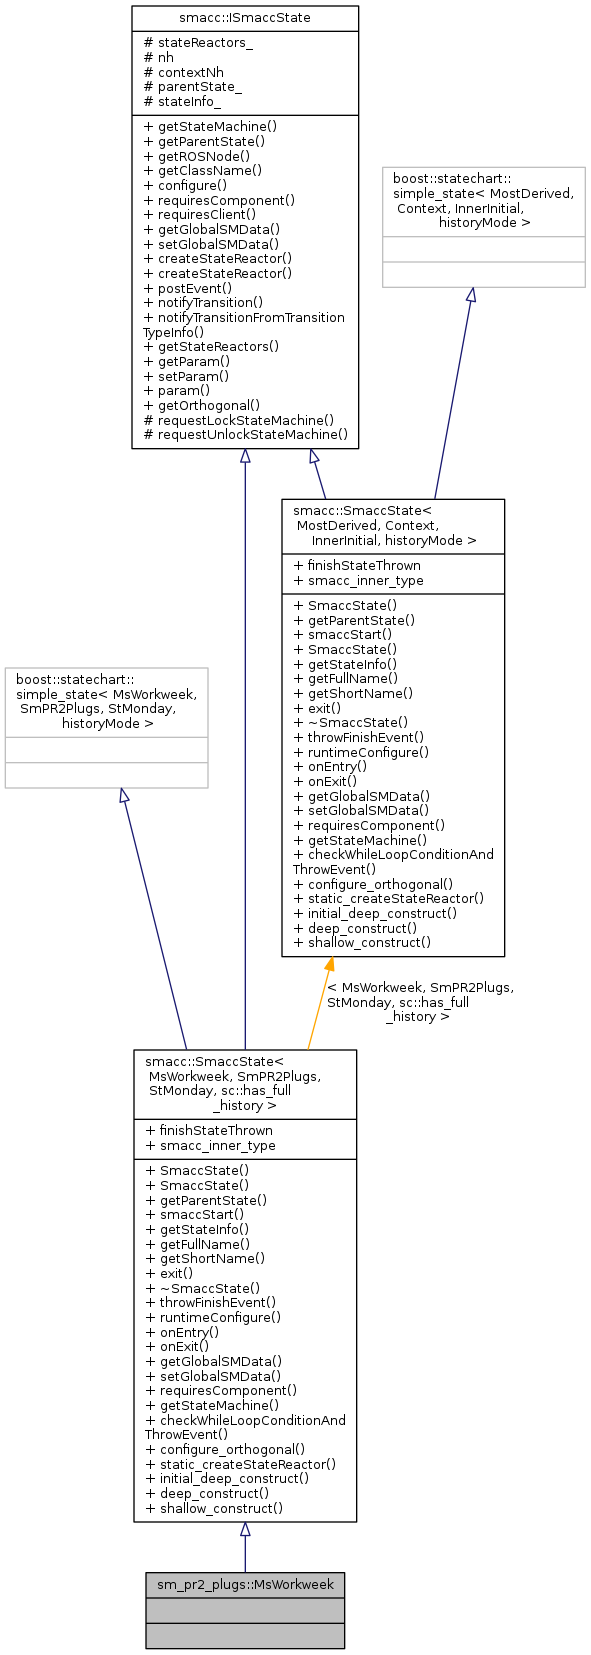 smacc::ISmaccState
# stateReactors_
# nh
# contextNh
# parentState_
# stateInfo_
+ getStateMachine()
+ getParentState()
+ getROSNode()
+ getClassName()
+ configure()
+ requiresComponent()
+ requiresClient()
+ getGlobalSMData()
+ setGlobalSMData()
+ createStateReactor()
+ createStateReactor()
+ postEvent()
+ notifyTransition()
+ notifyTransitionFromTransition
TypeInfo()
+ getStateReactors()
+ getParam()
+ setParam()
+ param()
+ getOrthogonal()
# requestLockStateMachine()
# requestUnlockStateMachine()
boost::statechart::
simple_state< MostDerived,
Context, InnerInitial,
historyMode >
smacc::SmaccState<
MostDerived, Context,
InnerInitial, historyMode >
+ finishStateThrown
+ smacc_inner_type
+ SmaccState()
+ getParentState()
+ smaccStart()
+ SmaccState()
+ getStateInfo()
+ getFullName()
+ getShortName()
+ exit()
+ ~SmaccState()
+ throwFinishEvent()
+ runtimeConfigure()
+ onEntry()
+ onExit()
+ getGlobalSMData()
+ setGlobalSMData()
+ requiresComponent()
+ getStateMachine()
+ checkWhileLoopConditionAnd
ThrowEvent()
+ configure_orthogonal()
+ static_createStateReactor()
+ initial_deep_construct()
+ deep_construct()
+ shallow_construct()
boost::statechart::
simple_state< MsWorkweek,
SmPR2Plugs, StMonday,
historyMode >
< MsWorkweek, SmPR2Plugs,
StMonday, sc::has_full
_history >
smacc::SmaccState<
MsWorkweek, SmPR2Plugs,
StMonday, sc::has_full
_history >
+ finishStateThrown
+ smacc_inner_type
+ SmaccState()
+ SmaccState()
+ getParentState()
+ smaccStart()
+ getStateInfo()
+ getFullName()
+ getShortName()
+ exit()
+ ~SmaccState()
+ throwFinishEvent()
+ runtimeConfigure()
+ onEntry()
+ onExit()
+ getGlobalSMData()
+ setGlobalSMData()
+ requiresComponent()
+ getStateMachine()
+ checkWhileLoopConditionAnd
ThrowEvent()
+ configure_orthogonal()
+ static_createStateReactor()
+ initial_deep_construct()
+ deep_construct()
+ shallow_construct()
sm_pr2_plugs::MsWorkweek